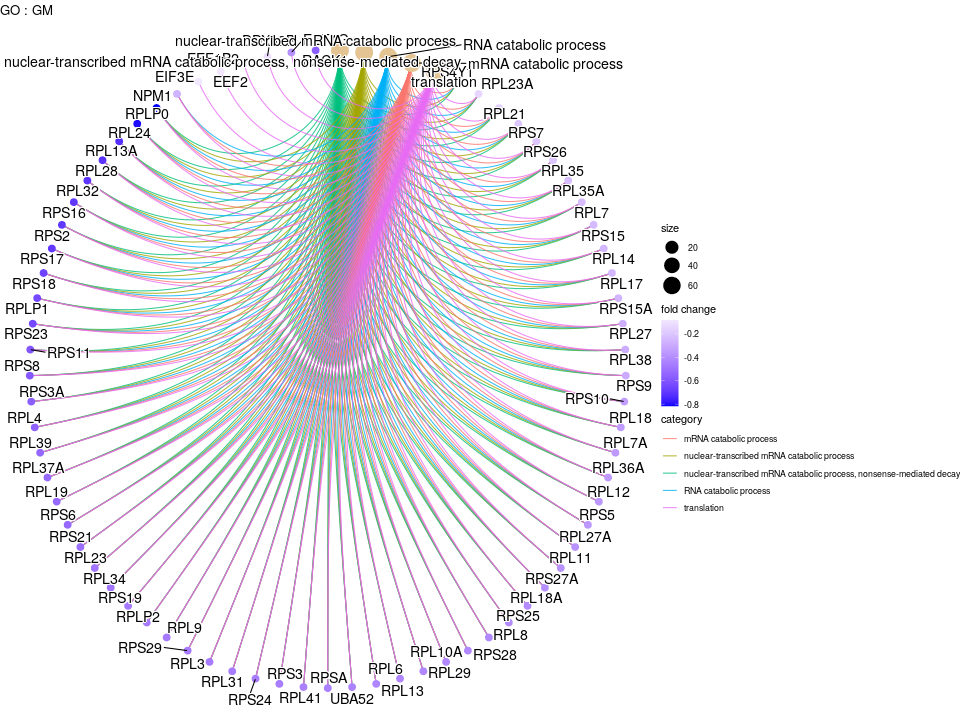 GO : GM
nuclear-transcribed mRNA catabolic process
RNA catabolic process
nuclear-transcribed mRNA catabolic process, nonsense-mediated decay
mRNA catabolic process
translation
RPS4Y1
EIF3E
EEF2
RPL23A
NPM1
RPLP0
RPL21
RPL24
RPS7
RPL13A
RPS26
RPL28
RPL35
RPL32
RPL35A
RPS16
RPL7
RPS2
RPS15
RPS17
RPL14
RPS18
RPL17
RPLP1
RPS15A
RPS23
RPL27
RPS11
RPL38
RPS8
RPS9
RPS3A
RPS10
RPL4
RPL18
RPL39
RPL7A
RPL37A
RPL36A
RPL19
RPL12
RPS6
RPS5
RPS21
RPL27A
RPL23
RPL11
RPL34
RPS27A
RPS19
RPL18A
RPLP2
RPS25
RPL9
RPL8
RPS29
RPS28
RPL3
RPL10A
RPL31
RPL29
RPS24
RPS3
RPL41
RPSA
UBA52
RPL6
RPL13
size
20
40
60
fold change
-0.2
-0.4
-0.6
-0.8
category
mRNA catabolic process
nuclear-transcribed mRNA catabolic process
nuclear-transcribed mRNA catabolic process, nonsense-mediated decay
RNA catabolic process
translation